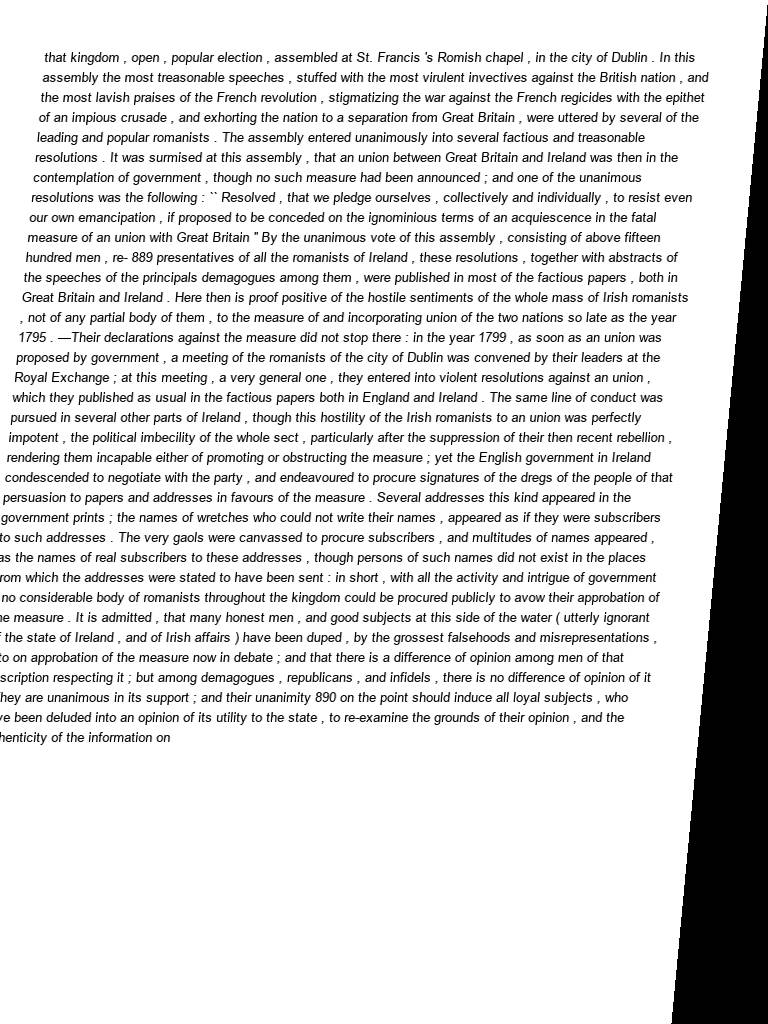 that kingdom , open , popular election , assembled at St. Francis 's Romish chapel , in the city of Dublin . In this
assembly the most treasonable speeches , stuffed with the most virulent invectives against the British nation , and
the most lavish praises of the French revolution , stigmatizing the war against the French regicides with the epithet
of an impious crusade , and exhorting the nation to a separation from Great Britain , were uttered by several of the
leading and popular romanists . The assembly entered unanimously into several factious and treasonable
resolutions . It was surmised at this assembly , that an union between Great Britain and Ireland was then in the
contemplation of government , though no such measure had been announced ; and one of the unanimous
resolutions was the following : `` Resolved , that we pledge ourselves , collectively and individually , to resist even
our own emancipation , if proposed to be conceded on the ignominious terms of an acquiescence in the fatal
measure of an union with Great Britain " By the unanimous vote of this assembly , consisting of above fifteen
hundred men , re- 889 presentatives of all the romanists of Ireland , these resolutions , together with abstracts of
the speeches of the principals demagogues among them , were published in most of the factious papers , both in
Great Britain and Ireland . Here then is proof positive of the hostile sentiments of the whole mass of Irish romanists
, not of any partial body of them , to the measure of and incorporating union of the two nations so late as the year
1795 . —Their declarations against the measure did not stop there : in the year 1799 , as soon as an union was
proposed by government , a meeting of the romanists of the city of Dublin was convened by their leaders at the
Royal Exchange ; at this meeting , a very general one , they entered into violent resolutions against an union ,
which they published as usual in the factious papers both in England and Ireland . The same line of conduct was
pursued in several other parts of Ireland , though this hostility of the Irish romanists to an union was perfectly
impotent , the political imbecility of the whole sect , particularly after the suppression of their then recent rebellion ,
rendering them incapable either of promoting or obstructing the measure ; yet the English government in Ireland
condescended to negotiate with the party , and endeavoured to procure signatures of the dregs of the people of that
persuasion to papers and addresses in favours of the measure . Several addresses this kind appeared in the
government prints ; the names of wretches who could not write their names , appeared as if they were subscribers
to such addresses . The very gaols were canvassed to procure subscribers , and multitudes of names appeared ,
as the names of real subscribers to these addresses , though persons of such names did not exist in the places
rom which the addresses were stated to have been sent : in short , with all the activity and intrigue of government
no considerable body of romanists throughout the kingdom could be procured publicly to avow their approbation of
he measure . It is admitted , that many honest men , and good subjects at this side of the water ( utterly ignorant
f the state of Ireland , and of Irish affairs ) have been duped , by the grossest falsehoods and misrepresentations ,
to on approbation of the measure now in debate ; and that there is a difference of opinion among men of that
scription respecting it ; but among demagogues , republicans , and infidels , there is no difference of opinion of it
hey are unanimous in its support ; and their unanimity 890 on the point should induce all loyal subjects , who
ve been deluded into an opinion of its utility to the state , to re-examine the grounds of their opinion , and the
henticity of the information on